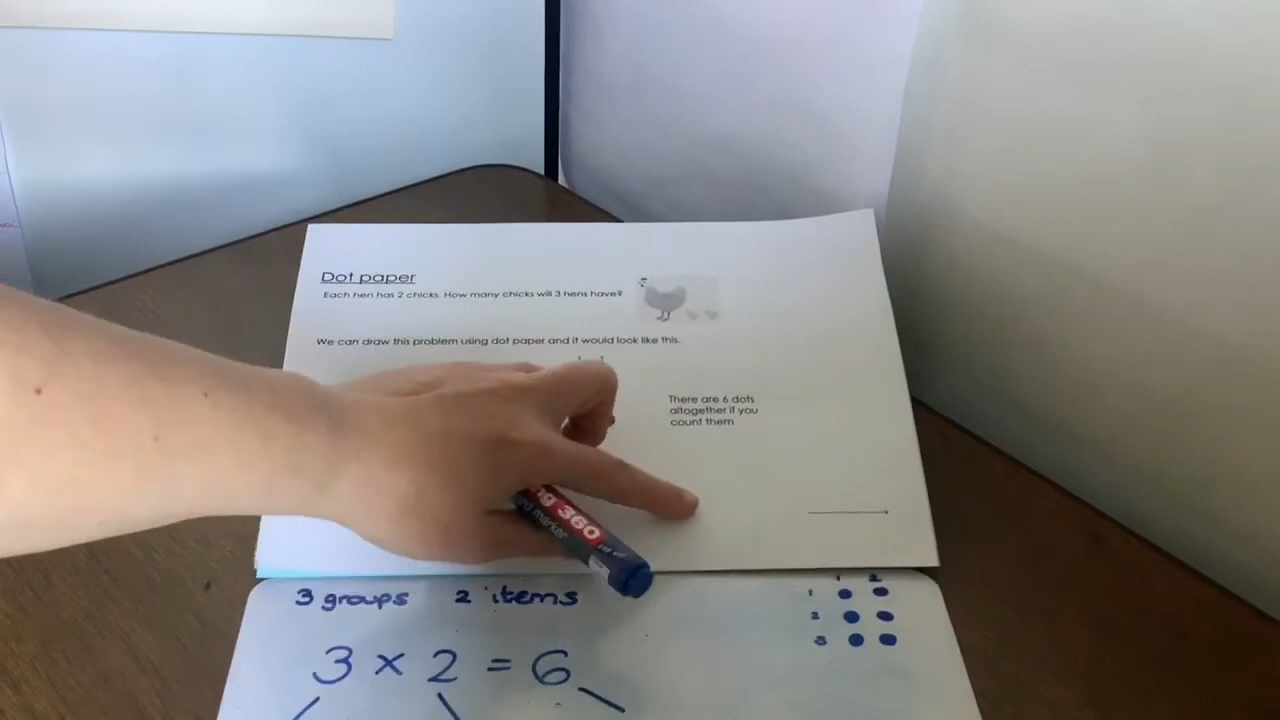 Dot paper
Each hen has 2 chicks. How many chicks will 3 hens have?
We can draw this problem using dot paper and it would look like this.
There are 6 dots
altogether if you
count them
360
marker
3 groups 2 items
1 2
1
2
3
3 × 2 = 6